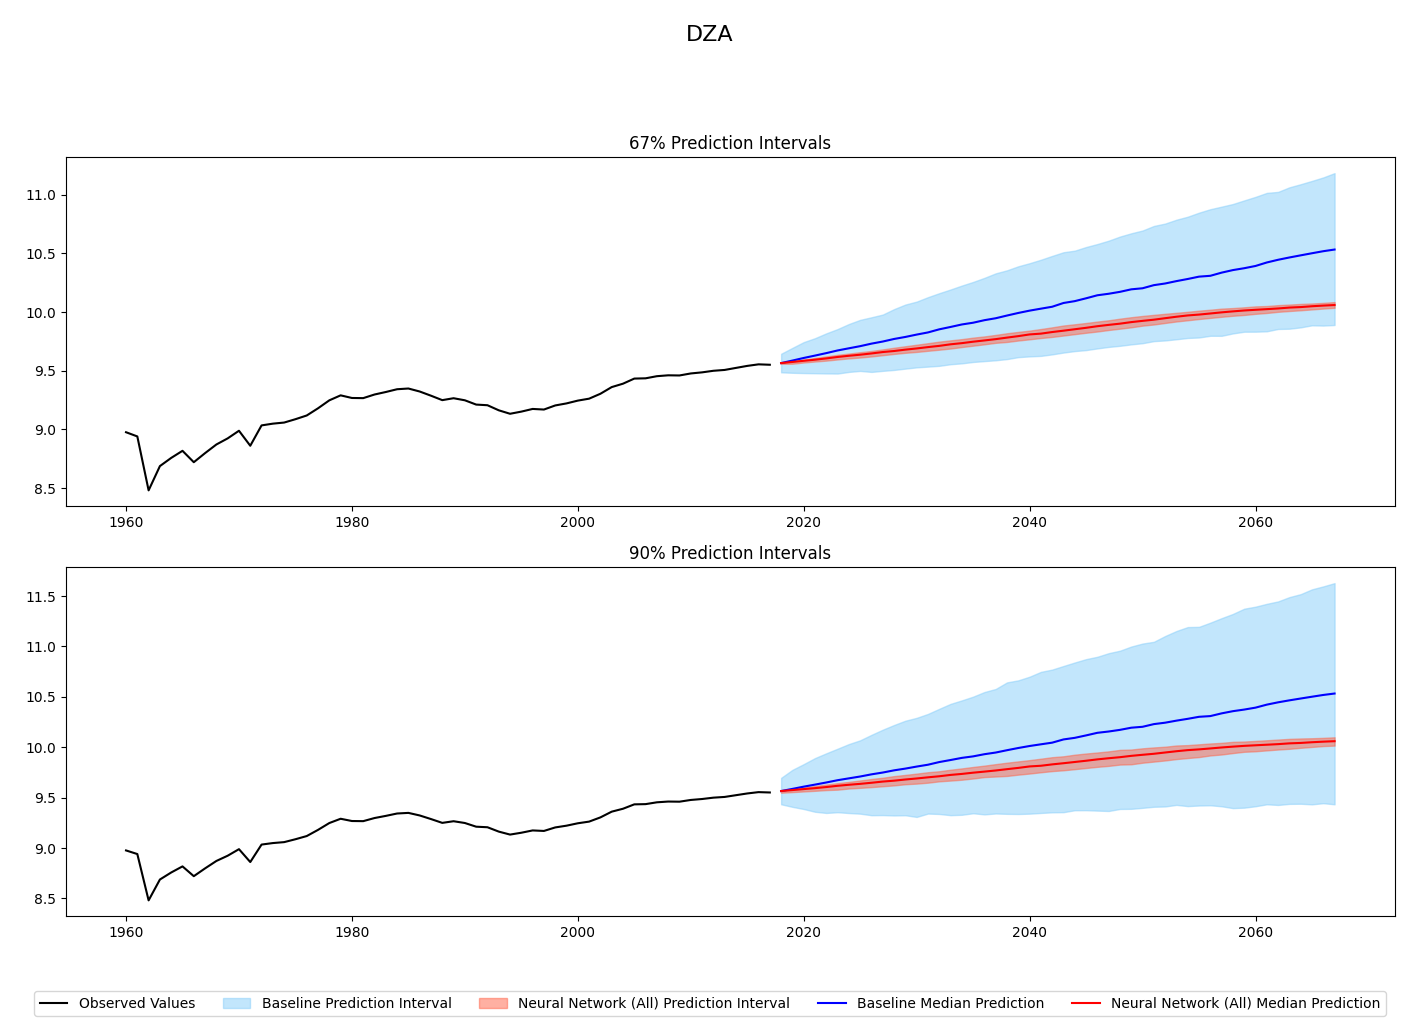 DZA
67% Prediction Intervals
11.0
10.5
10.0
9.5
9.0
8.5
1960 1980 2000 2020 2040 2060
90% Prediction Intervals
11.5
11.0
10.5
10.0
9.5
9.0
8.5
1960 1980 2000 2020 2040 2060
Observed Values Baseline Prediction Interval Neural Network (All) Prediction Interval Baseline Median Prediction Neural Network (All) Median Prediction